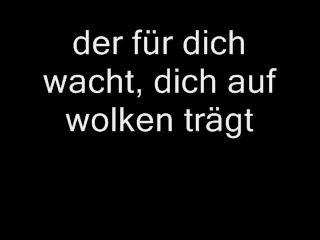 der für dich
wacht, dich auf
wolken trägt